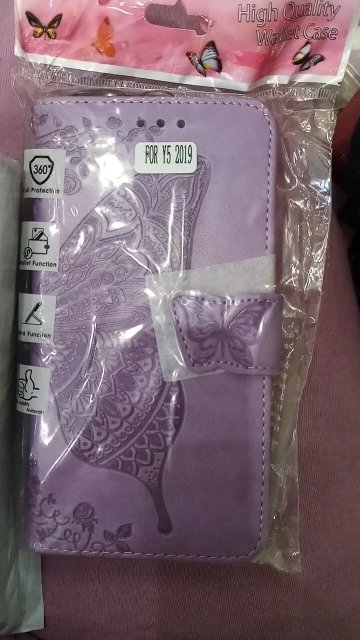 High Quality
Wallet Case
FOR Y5 2019
360°
Full Protection
Wallet Function
Stand Function